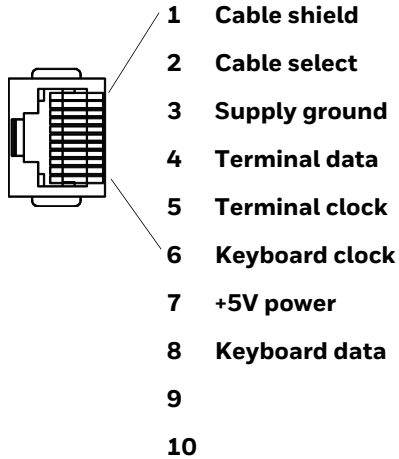 1 Cable shield
2 Cable select
3 Supply ground
4 Terminal data
5 Terminal clock
6 Keyboard clock
7 +5V power
8 Keyboard data
9
10